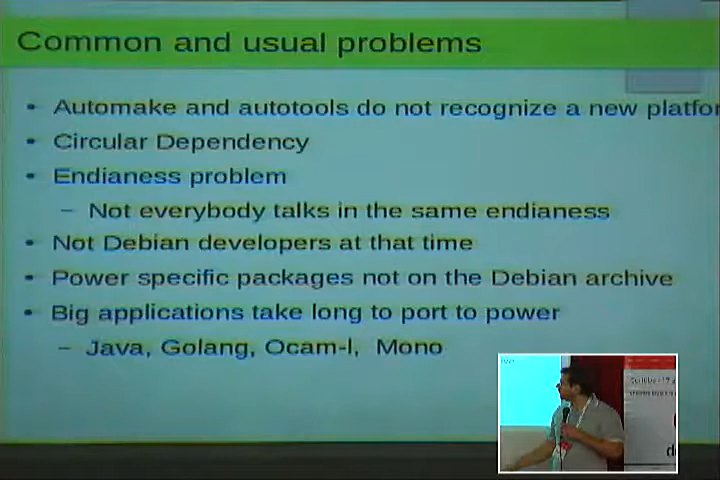 Common and usual problems
• Automake and autotools do not recognize a new platfor
• Circular Dependency
• Endianess problem
– Not everybody talks in the same endianess
• Not Debian developers at that time
• Power specific packages not on the Debian archive
• Big applications take long to port to power
– Java, Golang, Ocam-l, Mono